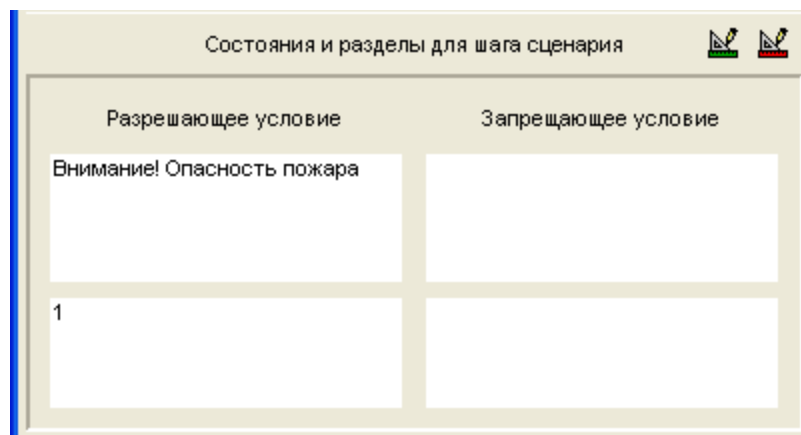 Состояния и разделы для шага сценария
Разрешающее условие
Запрещающее условие
Внимание! Опасность пожара
1